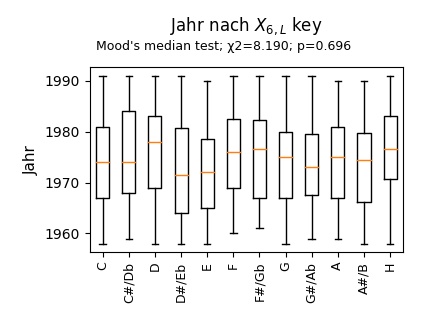 Jahr nach X₆,L key
Mood's median test; χ2=8.190; p=0.696
Jahr
1990
1980
1970
1960
C
C#/Db
D
D#/Eb
E
F
F#/Gb
G
G#/Ab
A
A#/B
H